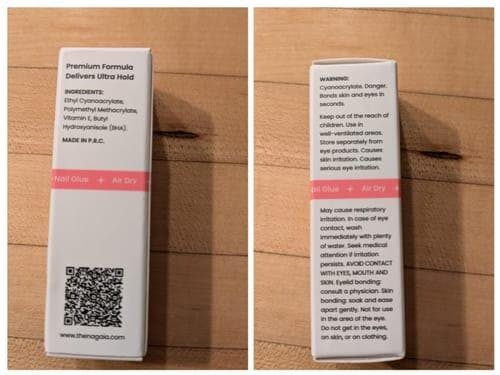 Premium Formula
Delivers Ultra Hold
INGREDIENTS:
Ethyl Cyanoacrylate,
Polymethyl Methacrylate,
Vitamin E, Butyl
Hydroxyanisole (BHA).
MADE IN P.R.C.
Nail Glue + Air Dry
www.thenagaia.com
WARNING:
Cyanoacrylate. Danger.
Bonds skin and eyes in
seconds.
Keep out of the reach of
children. Use in
well-ventilated areas.
Store separately from
eye products. Causes
skin irritation. Causes
serious eye irritation.
ail Glue + Air Dry +
May cause respiratory
irritation. In case of eye
contact, wash
immediately with plenty
of water. Seek medical
attention if irritation
persists. AVOID CONTACT
WITH EYES, MOUTH AND
SKIN. Eyelid bonding:
consult a physician. Skin
bonding: soak and ease
apart gently. Not for use
in the area of the eye.
Do not get in the eyes,
on skin, or on clothing.